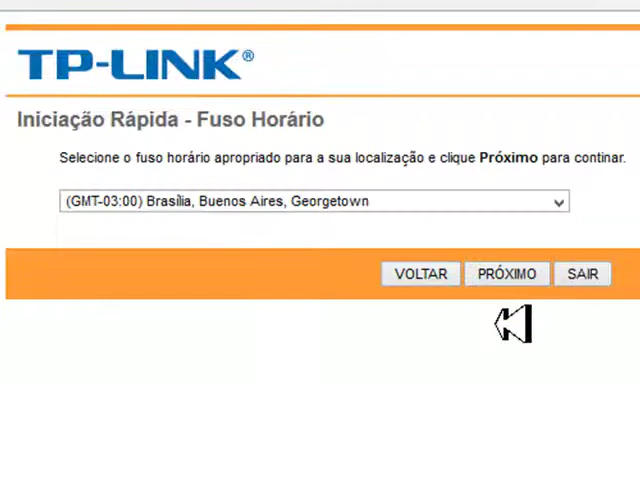 TP-LINK®
Iniciação Rápida - Fuso Horário
Selecione o fuso horário apropriado para a sua localização e clique Próximo para continar.
(GMT-03:00) Brasília, Buenos Aires, Georgetown
VOLTAR PRÓXIMO SAIR